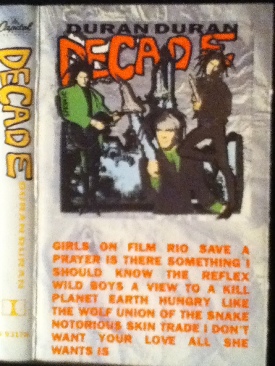 Capitol
DECADE
DURAN DURAN
DURAN DURAN
DECADE
GIRLS ON FILM RIO SAVE A
PRAYER IS THERE SOMETHING I
SHOULD KNOW THE REFLEX
WILD BOYS A VIEW TO A KILL
PLANET EARTH HUNGRY LIKE
THE WOLF UNION OF THE SNAKE
NOTORIOUS SKIN TRADE I DON'T
WANT YOUR LOVE ALL SHE
WANTS IS